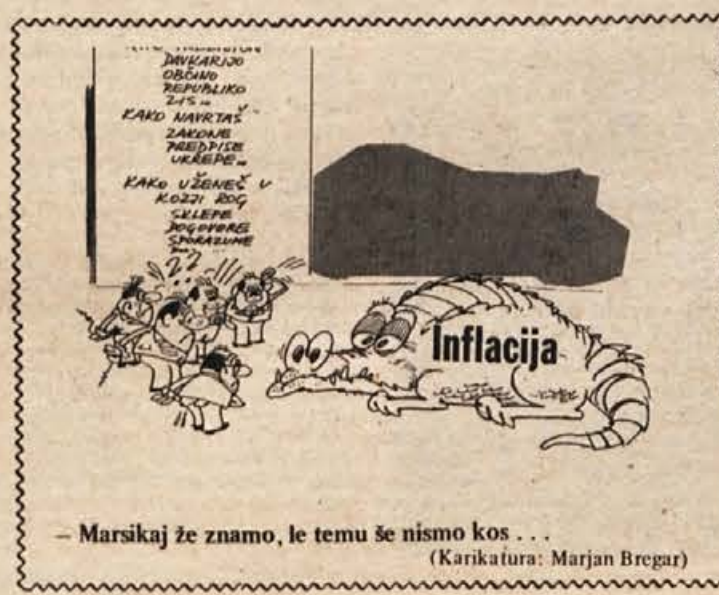 DAVKARIJO
OBČINO
REPUBLIKO
ZIS...
KAKO NAVRTAŠ
ZAKONE
PREDPISE
UKREPE...
KAKO UŽENEŠ V
KOZJI ROG
SKLEPE
DOGOVORE
SPORAZUME
??
Inflacija
– Marsikaj že znamo, le temu še nismo kos . . .
(Karikatura: Marjan Bregar)